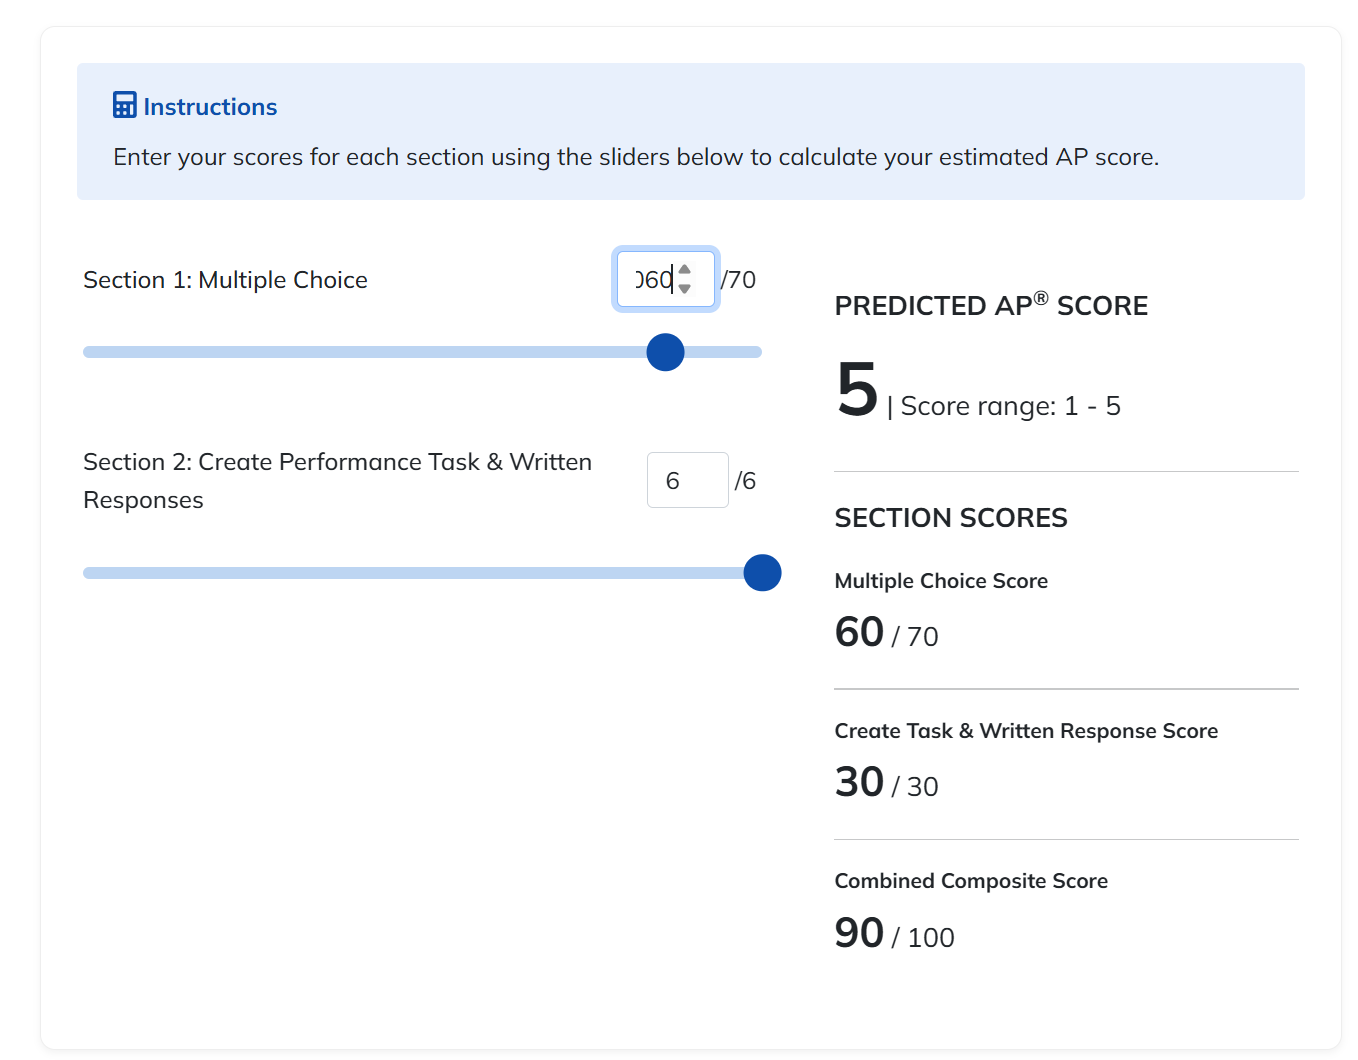 Instructions
Enter your scores for each section using the sliders below to calculate your estimated AP score.
Section 1: Multiple Choice
060 /70
Section 2: Create Performance Task & Written
Responses
6 /6
PREDICTED AP® SCORE
5 | Score range: 1 - 5
SECTION SCORES
Multiple Choice Score
60 / 70
Create Task & Written Response Score
30 / 30
Combined Composite Score
90 / 100